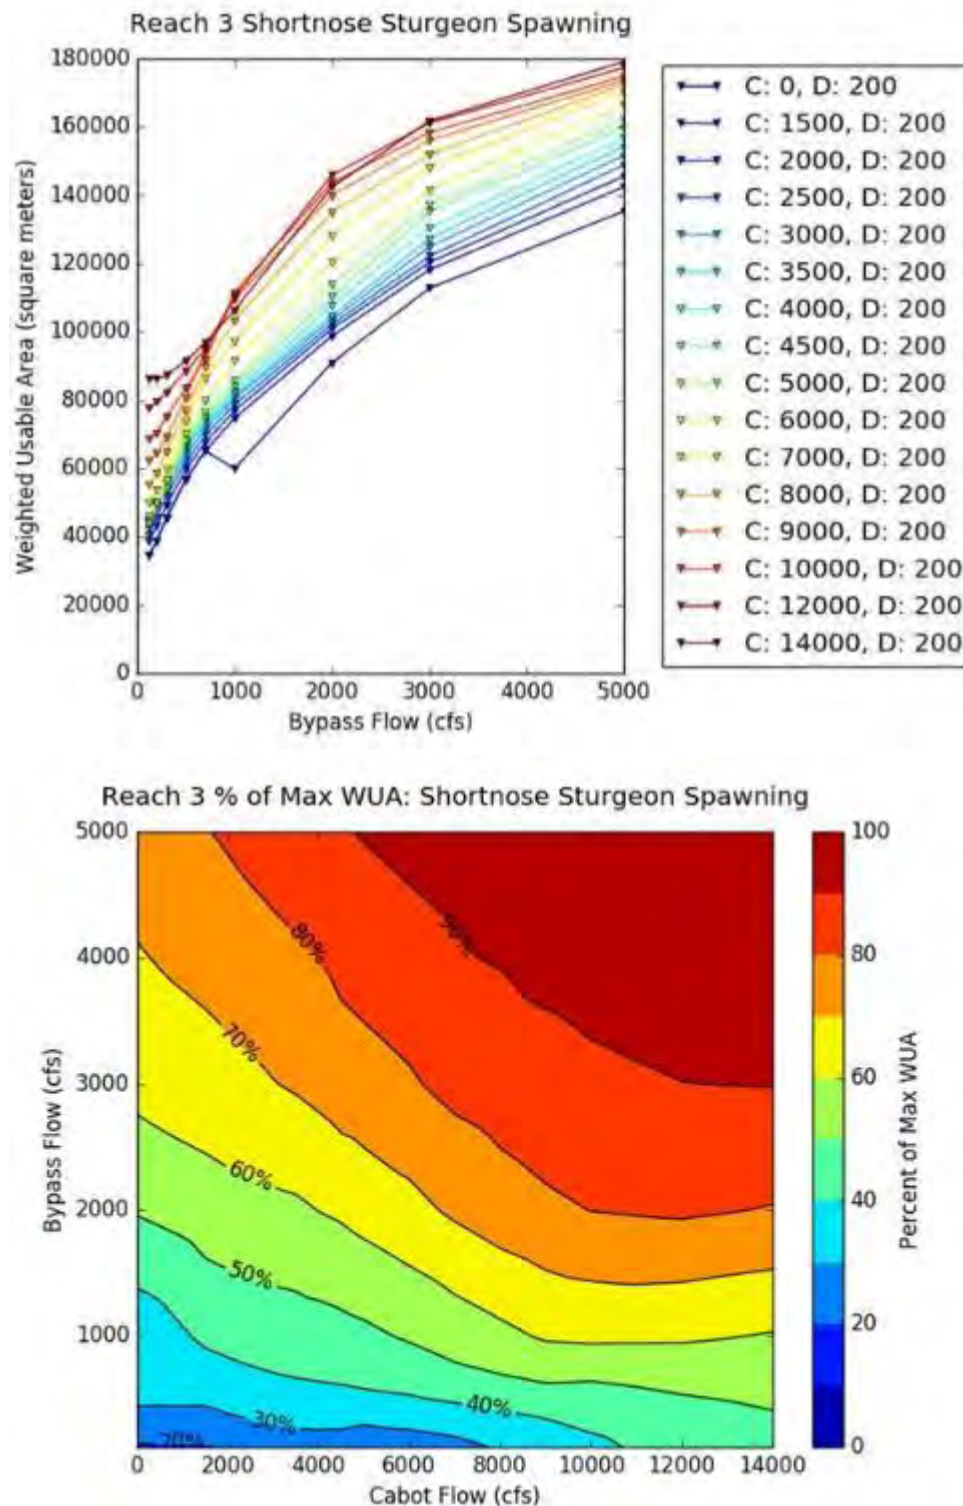 Reach 3 Shortnose Sturgeon Spawning
180000
160000
140000
120000
100000
80000
60000
40000
20000
0
Weighted Usable Area (square meters)
0 1000 2000 3000 4000 5000
Bypass Flow (cfs)
C: 0, D: 200
C: 1500, D: 200
C: 2000, D: 200
C: 2500, D: 200
C: 3000, D: 200
C: 3500, D: 200
C: 4000, D: 200
C: 4500, D: 200
C: 5000, D: 200
C: 6000, D: 200
C: 7000, D: 200
C: 8000, D: 200
C: 9000, D: 200
C: 10000, D: 200
C: 12000, D: 200
C: 14000, D: 200
Reach 3 % of Max WUA: Shortnose Sturgeon Spawning
5000
4000
3000
2000
1000
Bypass Flow (cfs)
90%
80%
70%
60%
50%
40%
30%
20%
0 2000 4000 6000 8000 10000 12000 14000
Cabot Flow (cfs)
100
80
60
40
20
0
Percent of Max WUA